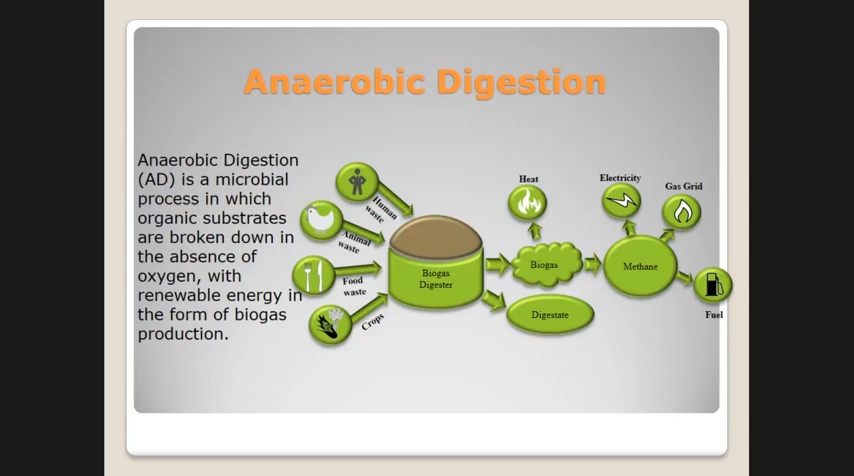 Anaerobic Digestion
Anaerobic Digestion
(AD) is a microbial
process in which
organic substrates
are broken down in
the absence of
oxygen, with
renewable energy in
the form of biogas
production.
Human
waste
Animal
waste
Food
waste
Crops
Biogas
Digester
Heat
Biogas
Digestate
Electricity
Gas Grid
Methane
Fuel